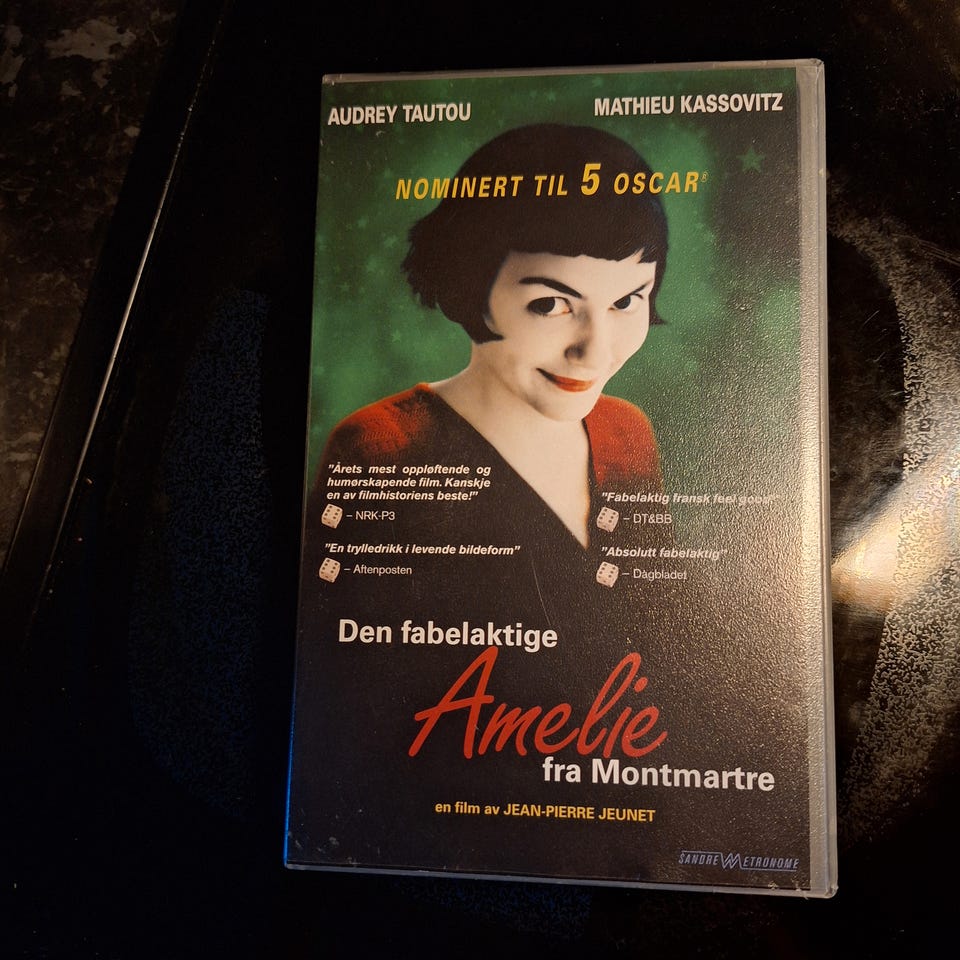 AUDREY TAUTOU
MATHIEU KASSOVITZ
NOMINERT TIL 5 OSCAR®
"Årets mest oppløftende og
humørskapende film. Kanskje
en av filmhistoriens beste!"
– NRK-P3
"Fabelaktig fransk feel good"
– DT&BB
"En trylledrikk i levende bildeform"
– Aftenposten
"Absolutt fabelaktig"
– Dagbladet
Den fabelaktige
Amelie
fra Montmartre
en film av JEAN-PIERRE JEUNET
SANDREW METRONOME